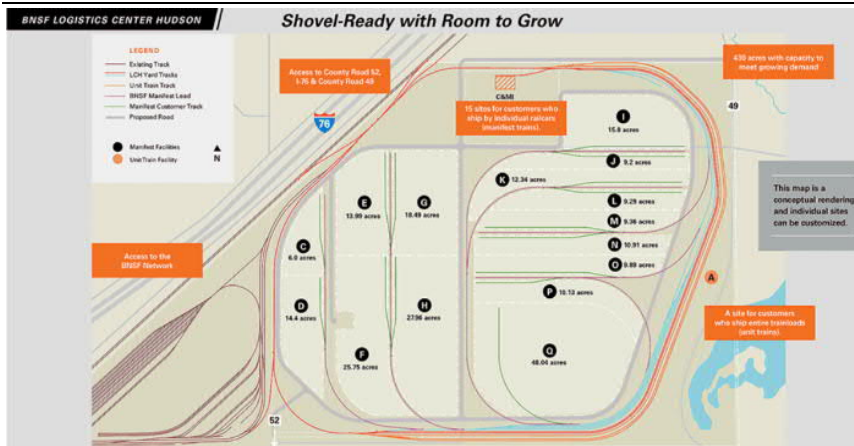 BNSF LOGISTICS CENTER HUDSON
Shovel-Ready with Room to Grow
LEGEND
Existing Track
LCH Yard Tracks
Unit Train Track
BNSF Manifest Lead
Manifest Customer Track
Proposed Road
Manifest Facilities
Unit Train Facility
N
Access to County Road 52,
I-76 & County Road 49
76
C&MI
15 sites for customers who
ship by individual railcars
(manifest trains).
430 acres with capacity to
meet growing demand
49
This map is a
conceptual rendering
and individual sites
can be customized.
Access to the
BNSF Network
A
A site for customers
who ship entire trainloads
(unit trains).
52
C
6.0 acres
D
14.4 acres
E
13.99 acres
F
25.75 acres
G
18.49 acres
H
27.96 acres
I
15.8 acres
J
9.2 acres
K
12.34 acres
L
9.29 acres
M
9.36 acres
N
10.91 acres
O
8.89 acres
P
10.13 acres
Q
48.04 acres